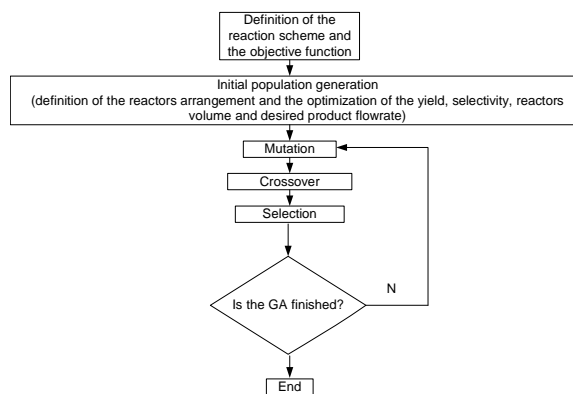 Definition of the
reaction scheme and
the objective function
Initial population generation
(definition of the reactors arrangement and the optimization of the yield, selectivity, reactors
volume and desired product flowrate)
Mutation
Crossover
Selection
N
Is the GA finished?
End